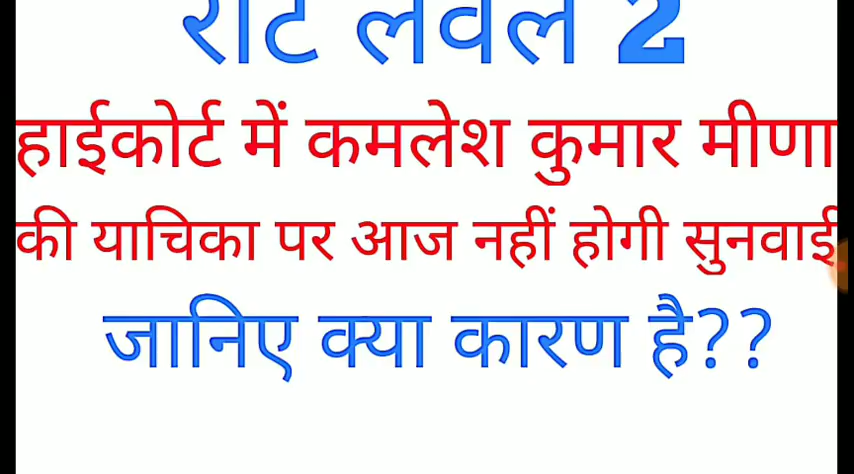 रीट लेवल 2
हाईकोर्ट में कमलेश कुमार मीणा
की याचिका पर आज नहीं होगी सुनवाई
जानिए क्या कारण है??